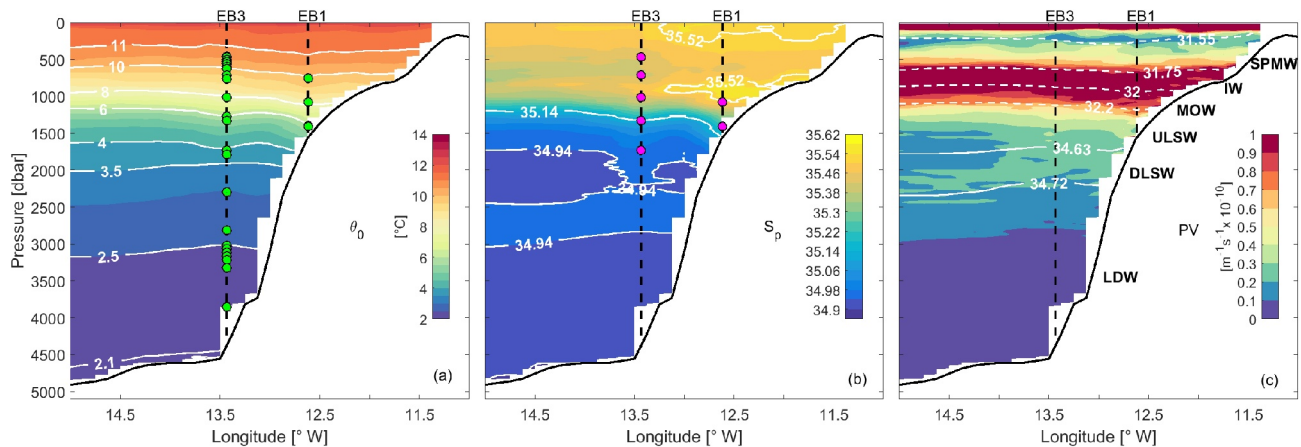 EB3 EB1
0
500
1000
1500
2000
2500
3000
3500
4000
4500
5000
Pressure [dbar]
11
10
8
6
4
3.5
2.5
2.1
θ0
[°C]
14
12
10
8
6
4
2
(a)
14.5 13.5 12.5 11.5
Longitude [° W]
EB3 EB1
35.52
35.52
35.14
34.94
34.94
34.94
Sp
35.62
35.54
35.46
35.38
35.3
35.22
35.14
35.06
34.98
34.9
(b)
14.5 13.5 12.5 11.5
Longitude [° W]
EB3 EB1
31.55
31.75
32
32.2
34.63
34.72
SPMW
IW
MOW
ULSW
DLSW
LDW
PV
[m⁻¹s⁻¹x 10¹⁰]
1
0.9
0.8
0.7
0.6
0.5
0.4
0.3
0.2
0.1
0
(c)
14.5 13.5 12.5 11.5
Longitude [° W]